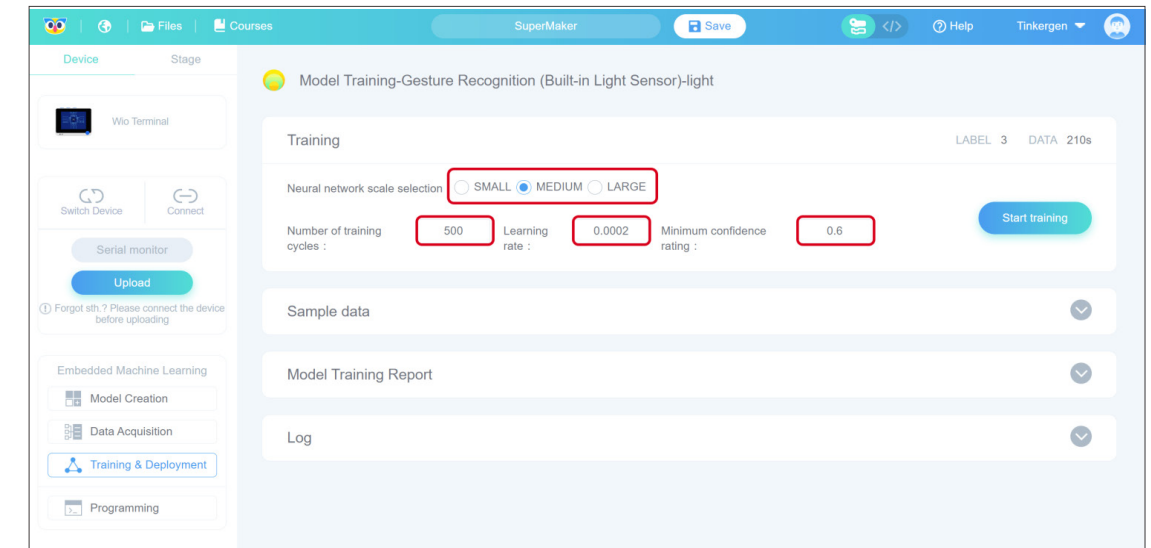 Files
Courses
SuperMaker
Save
</>
Help
Tinkergen
Device
Stage
Wio Terminal
Switch Device
Connect
Serial monitor
Upload
Forgot sth.? Please connect the device
before uploading
Embedded Machine Learning
Model Creation
Data Acquisition
Training & Deployment
Programming
Model Training-Gesture Recognition (Built-in Light Sensor)-light
Training
LABEL 3 DATA 210s
Neural network scale selection SMALL MEDIUM LARGE
Number of training
cycles :
500
Learning
rate :
0.0002
Minimum confidence
rating :
0.6
Start training
Sample data
Model Training Report
Log